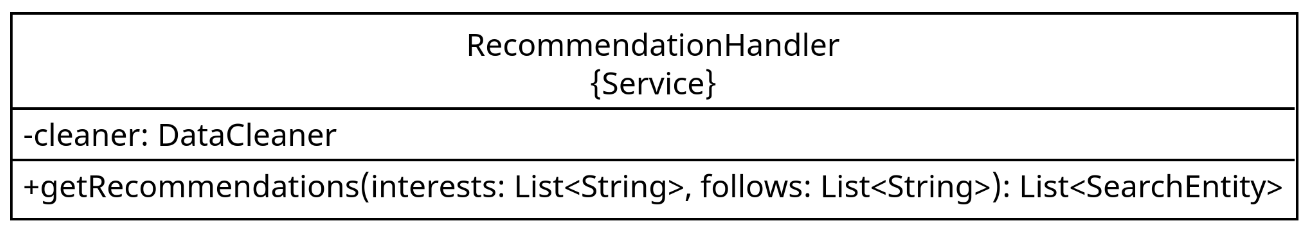 RecommendationHandler
{Service}
-cleaner: DataCleaner
+getRecommendations(interests: List<String>, follows: List<String>): List<SearchEntity>